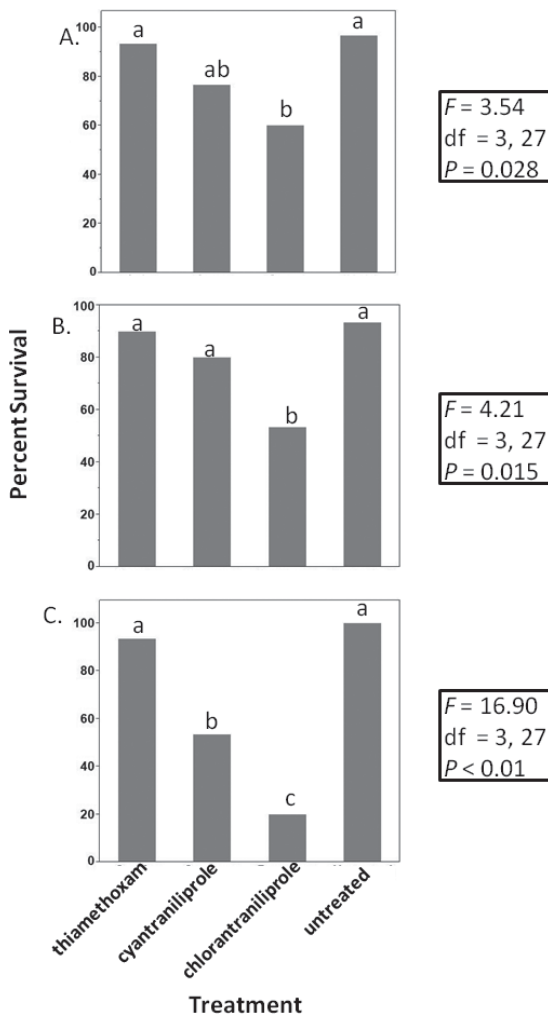 A.
100
80
60
40
20
0
a
ab
b
a
F = 3.54
df = 3, 27
P = 0.028
Percent Survival
B.
100
80
60
40
20
0
a
a
b
a
F = 4.21
df = 3, 27
P = 0.015
C.
100
80
60
40
20
0
a
b
c
a
F = 16.90
df = 3, 27
P < 0.01
thiamethoxam
cyantraniliprole
chlorantraniliprole
untreated
Treatment